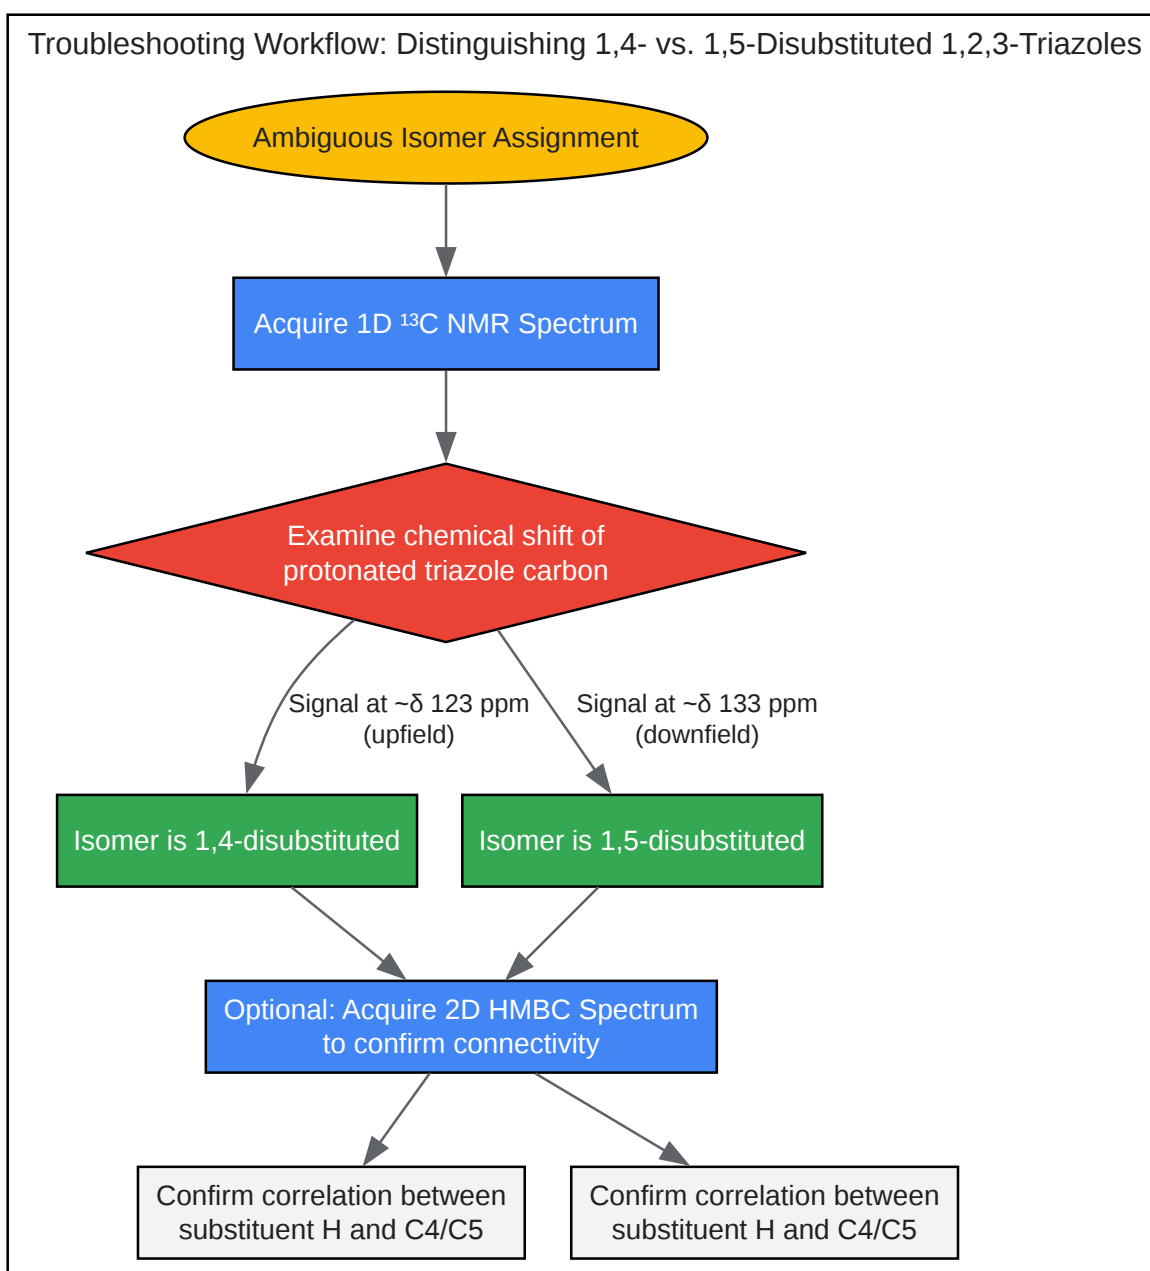 Troubleshooting Workflow: Distinguishing 1,4- vs. 1,5-Disubstituted 1,2,3-Triazoles
Ambiguous Isomer Assignment
Acquire 1D ¹³C NMR Spectrum
Examine chemical shift of
protonated triazole carbon
Signal at ~δ 123 ppm
(upfield)
Signal at ~δ 133 ppm
(downfield)
Isomer is 1,4-disubstituted
Isomer is 1,5-disubstituted
Optional: Acquire 2D HMBC Spectrum
to confirm connectivity
Confirm correlation between
substituent H and C4/C5
Confirm correlation between
substituent H and C4/C5